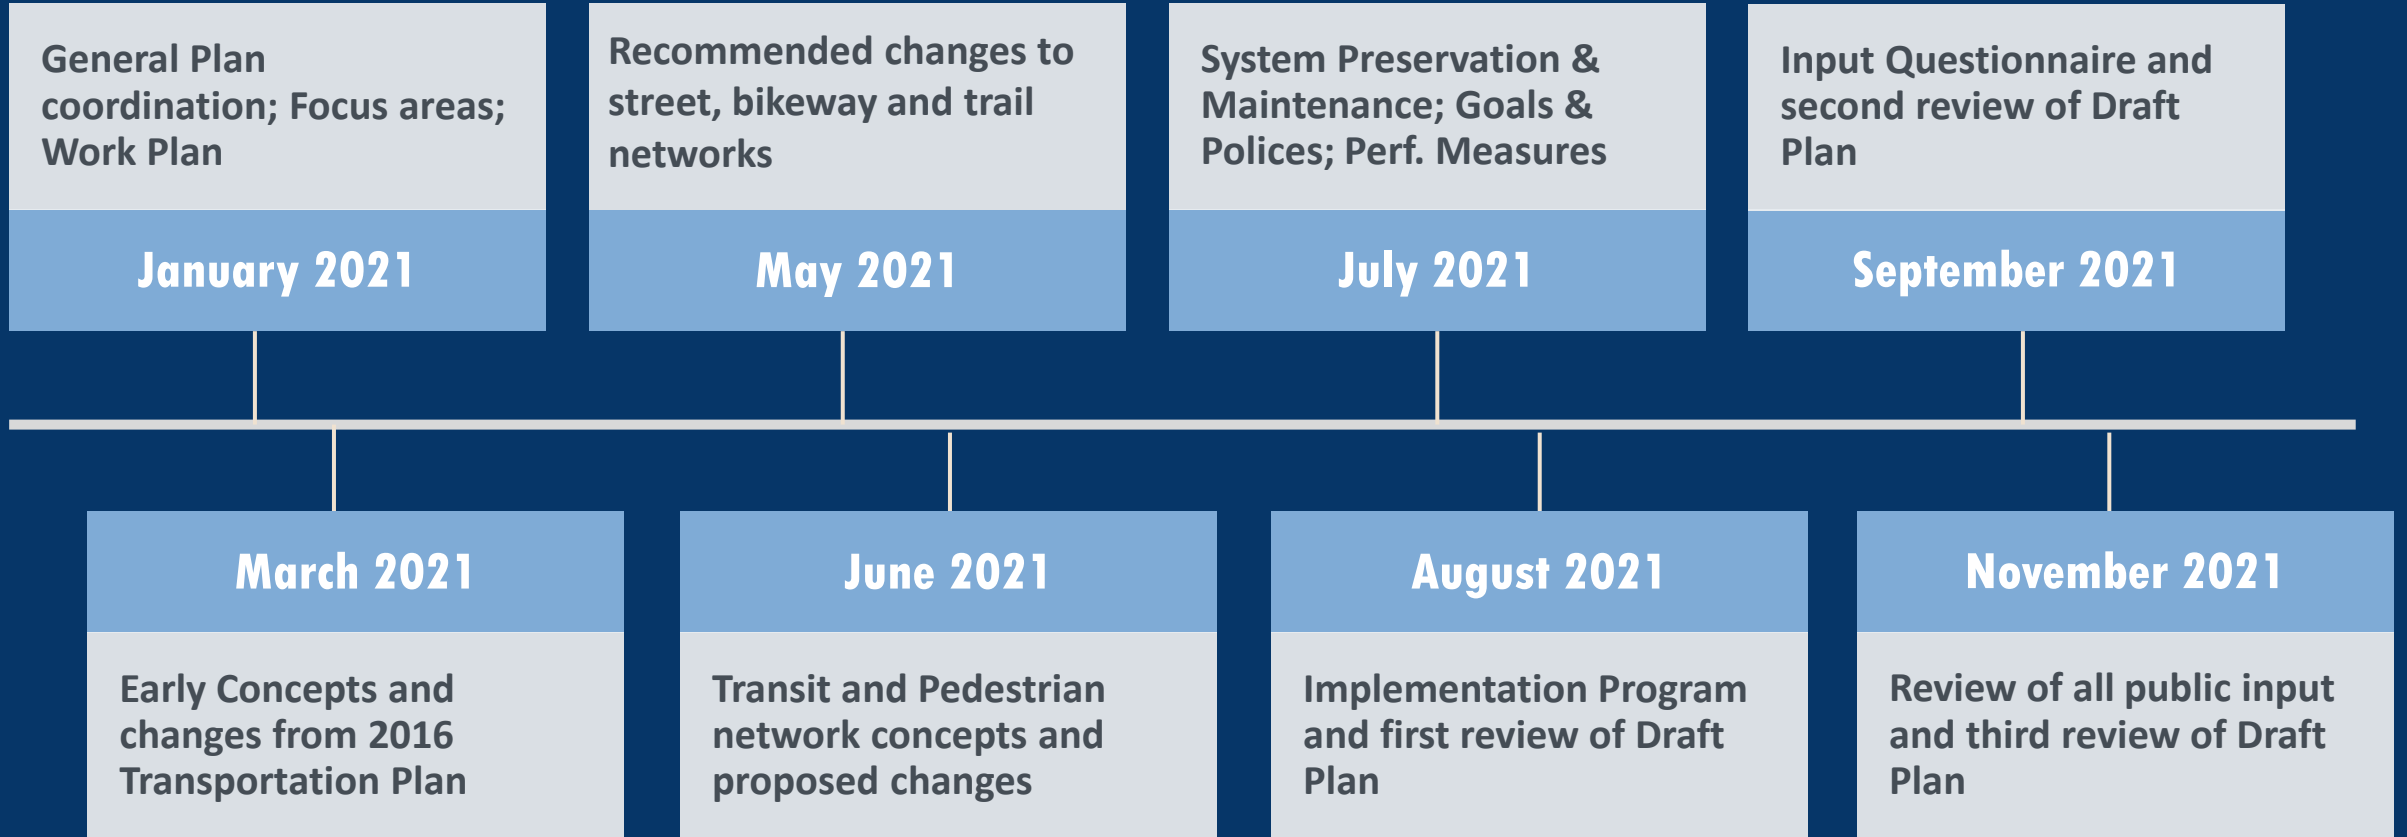 General Plan
coordination; Focus areas;
Work Plan
January 2021
Recommended changes to
street, bikeway and trail
networks
May 2021
System Preservation &
Maintenance; Goals &
Polices; Perf. Measures
July 2021
Input Questionnaire and
second review of Draft
Plan
September 2021
March 2021
Early Concepts and
changes from 2016
Transportation Plan
June 2021
Transit and Pedestrian
network concepts and
proposed changes
August 2021
Implementation Program
and first review of Draft
Plan
November 2021
Review of all public input
and third review of Draft
Plan